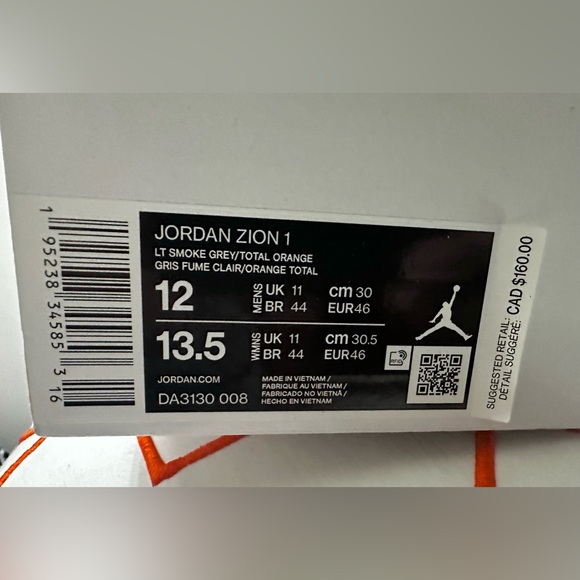 JORDAN ZION 1
LT SMOKE GREY/TOTAL ORANGE
GRIS FUME CLAIR/ORANGE TOTAL
12 MENS UK 11 cm 30
BR 44 EUR46
13.5 WMNS UK 11 cm 30.5
BR 44 EUR46
JORDAN.COM
DA3130 008
MADE IN VIETNAM /
FABRIQUE AU VIETNAM /
FABRICADO NO VIETNÃ /
HECHO EN VIETNAM
1 95238 34585 3 16
SUGGESTED RETAIL:
DETAIL SUGGÉRÉ: CAD $160.00